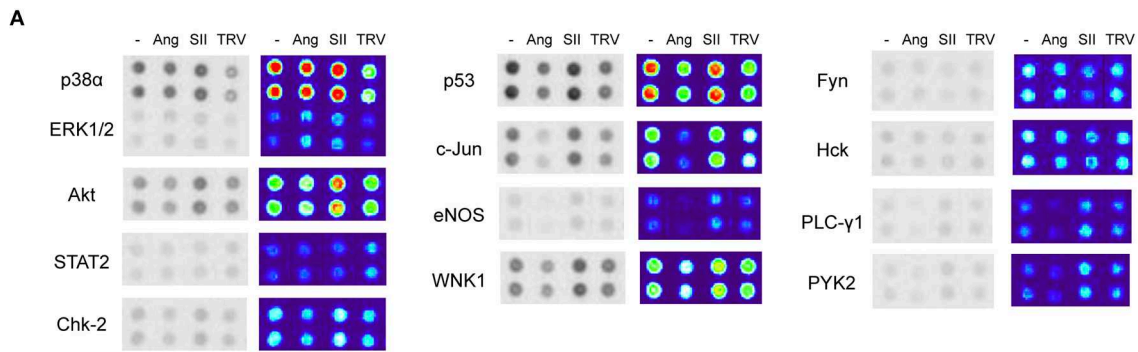 A
- Ang SII TRV - Ang SII TRV
p38α
ERK1/2
Akt
STAT2
Chk-2
- Ang SII TRV - Ang SII TRV
p53
c-Jun
eNOS
WNK1
- Ang SII TRV - Ang SII TRV
Fyn
Hck
PLC-γ1
PYK2